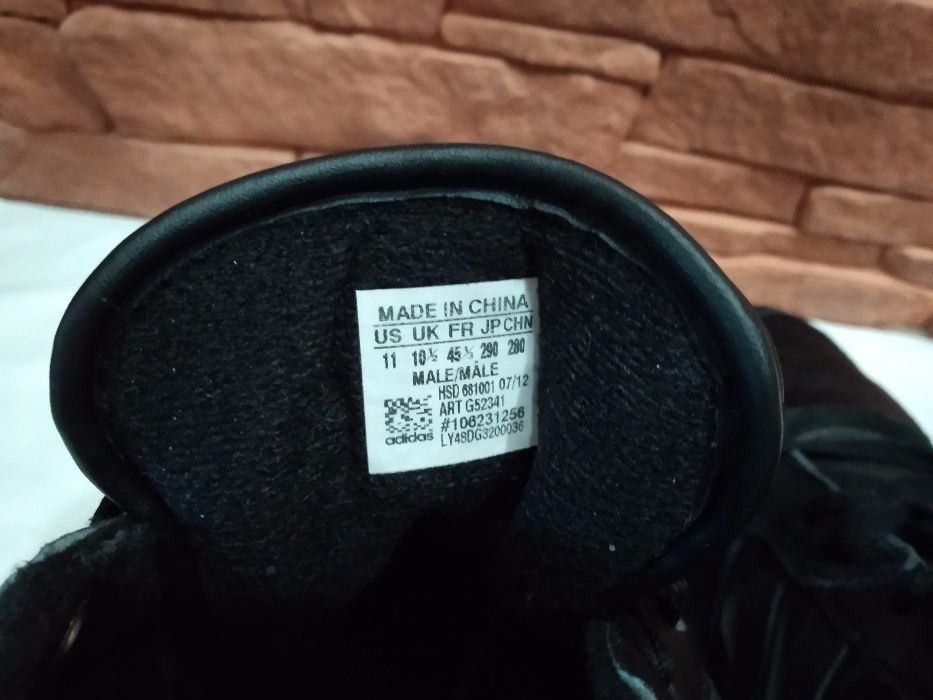 MADE IN CHINA
US UK FR JP CHN
11 10½ 45⅓ 290 280
MALE/MÂLE
HSD 681001 07/12
ART G52341
#106231256
adidas LY48DG3200036